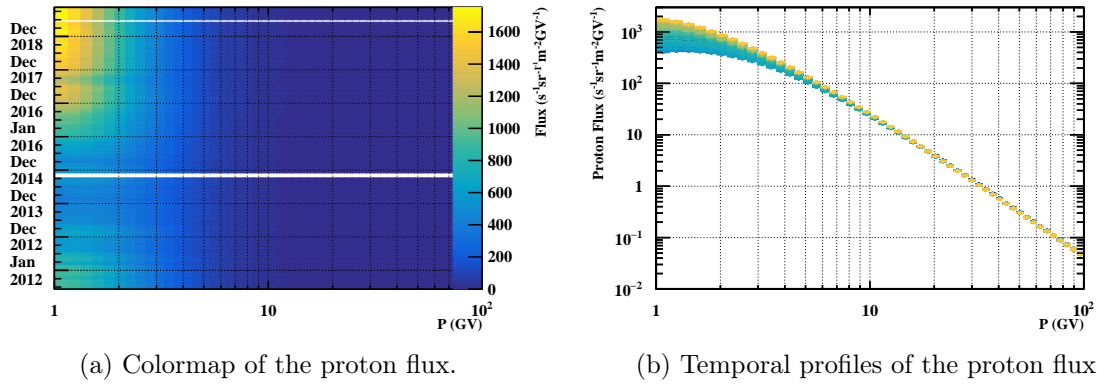 Dec
2018
Dec
Dec
2017
Dec
2016
Jan
2016
Dec
2014
Dec
2013
Dec
2012
Jan
2012
1
10
10²
P (GV)
1600
1400
1200
1000
800
600
400
200
0
Flux (s⁻¹sr⁻¹m⁻²GV⁻¹)
(a) Colormap of the proton flux.
Proton Flux (s⁻¹sr⁻¹m⁻²GV⁻¹)
10³
10²
10
1
10⁻¹
10⁻²
1
10
10²
P (GV)
(b) Temporal profiles of the proton flux